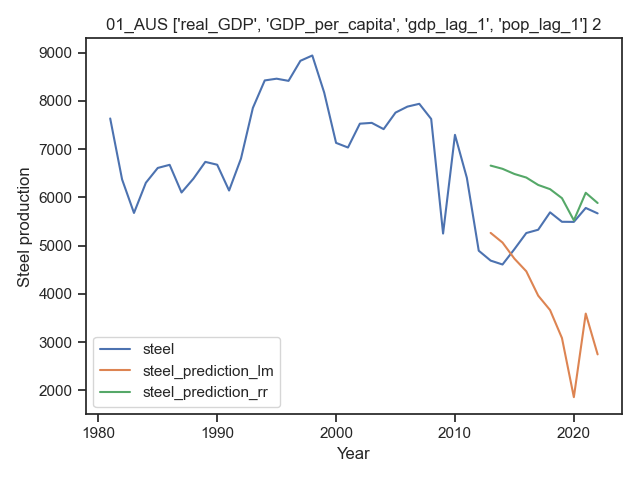 01_AUS ['real_GDP', 'GDP_per_capita', 'gdp_lag_1', 'pop_lag_1'] 2
9000
8000
7000
6000
5000
4000
3000
2000
Steel production
steel
steel_prediction_lm
steel_prediction_rr
1980 1990 2000 2010 2020
Year